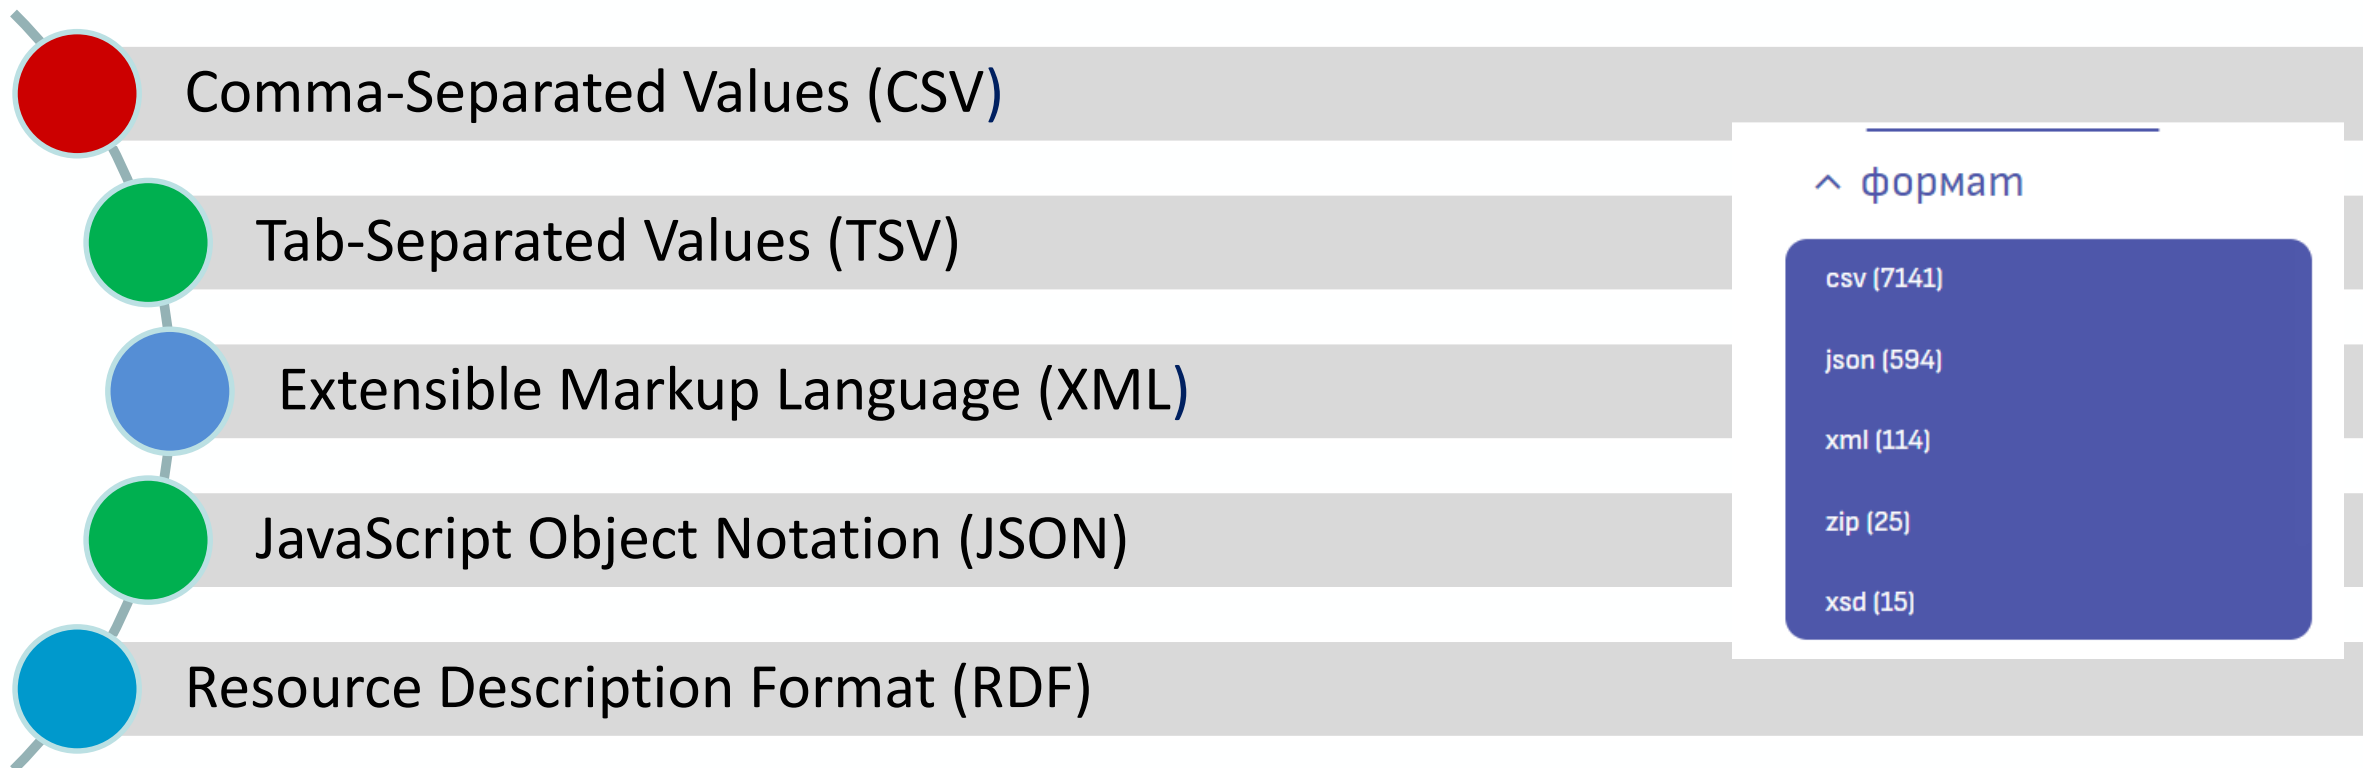 Comma-Separated Values (CSV)
Tab-Separated Values (TSV)
Extensible Markup Language (XML)
JavaScript Object Notation (JSON)
Resource Description Format (RDF)
формат
csv (7141)
json (594)
xml (114)
zip (25)
xsd (15)